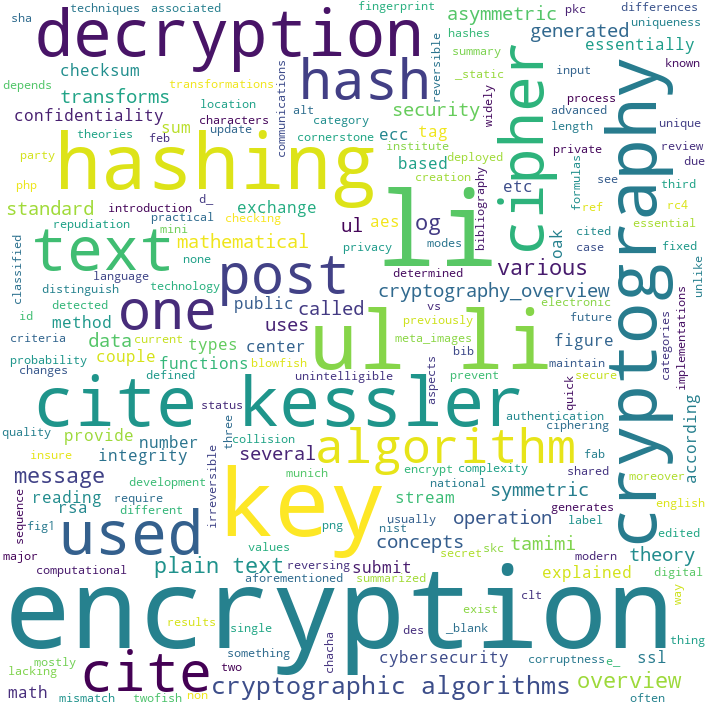 techniques associated
fingerprint
pkc
differences
sha
decryption
asymmetric
hashes
generated
uniqueness
summary
essentially
checksum
hash
reversible
_static
known
depends
transforms
transformations
location
communications
alt
security
widely
cipher
input
process
confidentiality
characters
category
advanced
unique
theories
sum
update
cornerstone
ecc
tag
length
cryptography
feb
institute
private
review
party
hashing
based
deployed
formulas
due
php
creation
see
third
d_
li
etc
bibliography
ref
rc4
standard
introduction
exchange
ul
og
cited
essential
repudiation
practical
checking
aes
oak
case
fixed
mini
mathematical
privacy
modes
classified
text
none
post
determined
various
unlike
language
technology
distinguish
public
cryptography_overview
electronic
id
detected
one
called
vs
previously
future
method
current
uses
meta_images
figure
criteria
data
types
center
ul li
bib
maintain
categories
implementations
probability
couple
functions
blowfish
unintelligible
aspects
prevent
secure
changes
defined
quick
cite kessler
status
authentication
quality
provide
three
collision
ciphering
according
number
algorithm
fab
insure
integrity
several
message
development
irreversible
munich
encrypt
complexity
shared
moreover
sequence
reading
require
key
national
symmetric
english
rsa
different
png
usually
stream
generates
label
edited
fig1
used
values
nist
operation
major
secret
skc
concepts
tamimi
modern
theory
plain text
reversing
submit
computational
aforementioned
summarized
explained
digital
encryption
clt
way
results
exist
single
des
_blank
thing
something
chacha
lacking
cite
cybersecurity
corruptness
e_
ssl
mostly
two
overview
math
mismatch
twofish
non
cryptographic algorithms
often